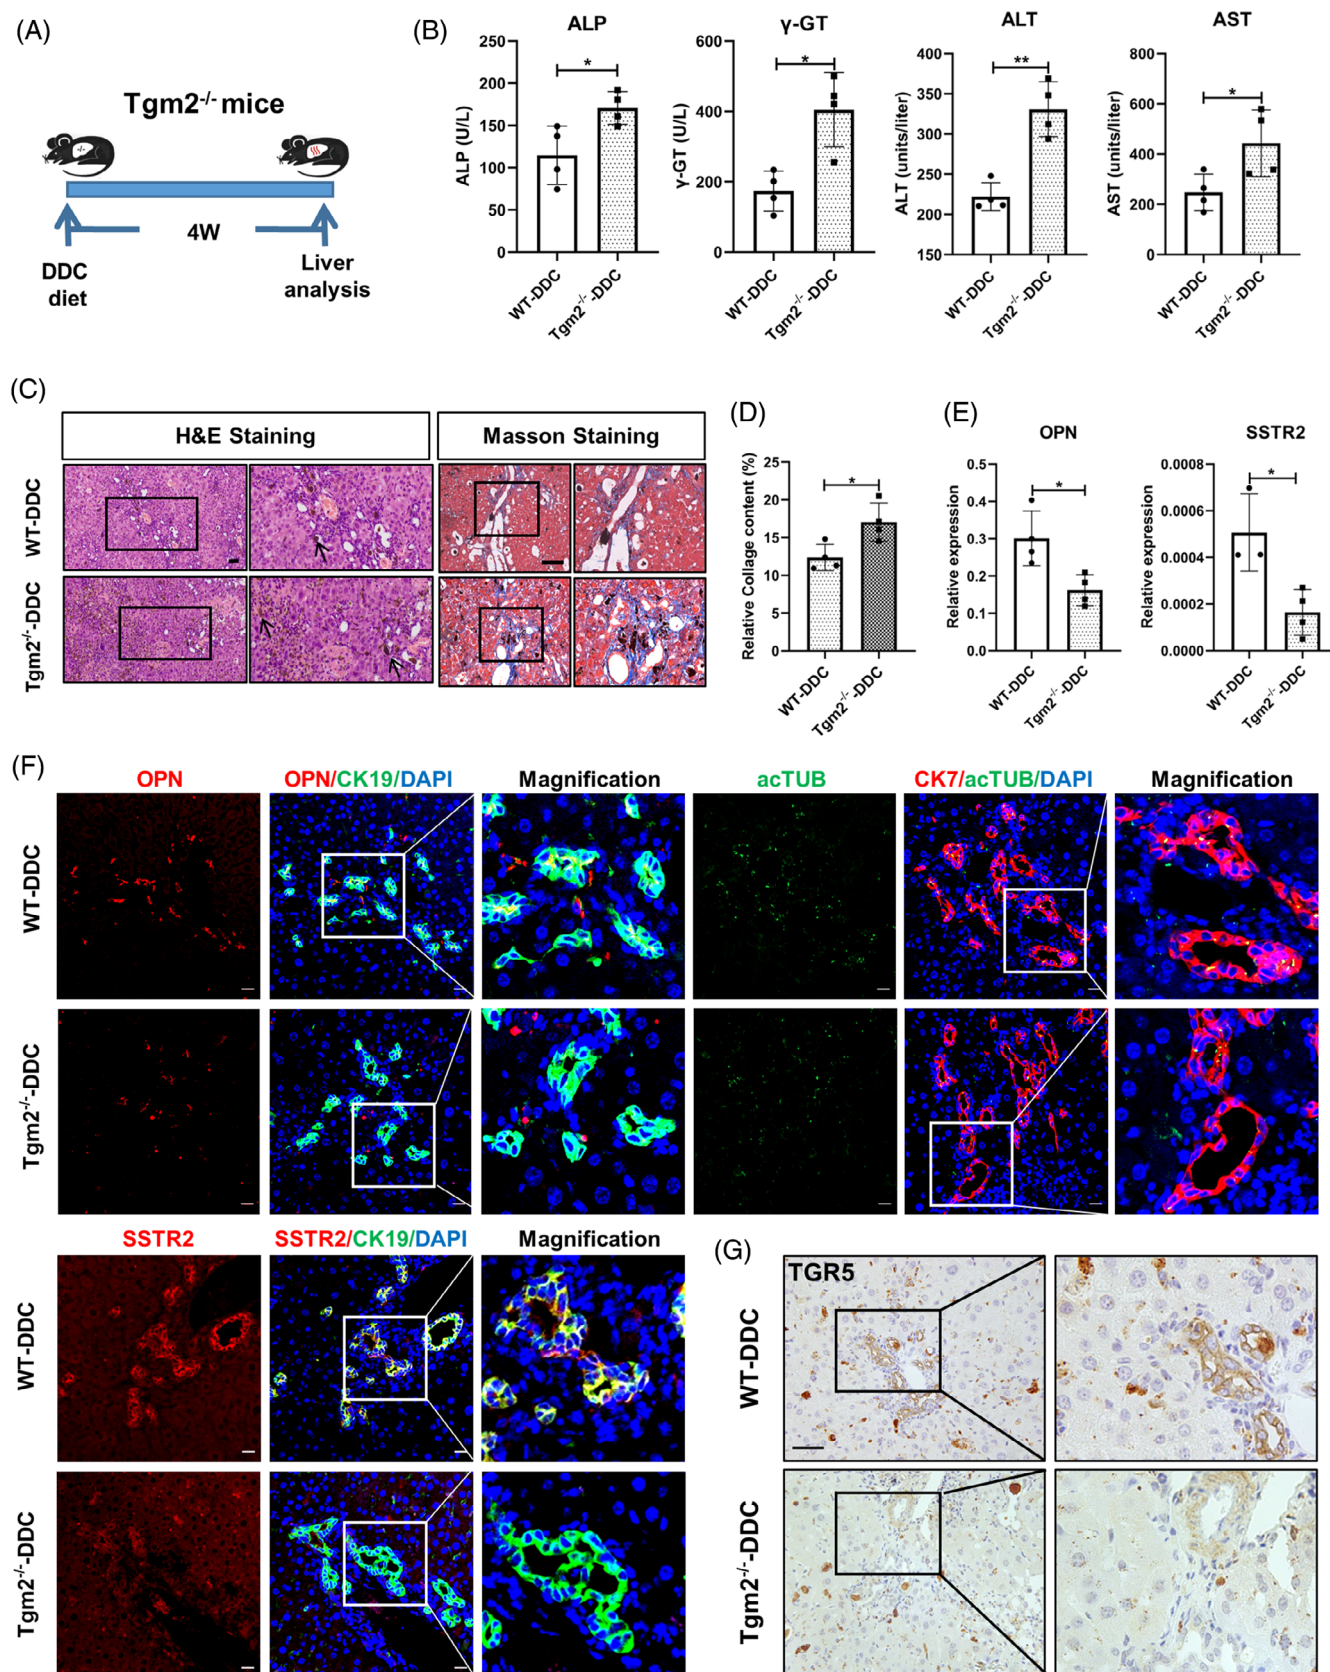 (A)
Tgm2-/- mice
-/-
4W
DDC
diet
Liver
analysis
(B)
ALP
ALP (U/L)
250
200
150
100
50
0
*
WT-DDC
Tgm2-/--DDC
γ-GT
γ-GT (U/L)
600
400
200
0
*
WT-DDC
Tgm2-/--DDC
ALT
ALT (units/liter)
400
350
300
250
200
150
**
WT-DDC
Tgm2-/--DDC
AST
AST (units/liter)
800
600
400
200
0
*
WT-DDC
Tgm2-/--DDC
(C)
H&E Staining
Masson Staining
WT-DDC
Tgm2-/--DDC
(D)
Relative Collage content (%)
25
20
15
10
5
0
*
WT-DDC
Tgm2-/--DDC
(E)
OPN
Relative expression
0.5
0.4
0.3
0.2
0.1
0.0
*
WT-DDC
Tgm2-/--DDC
SSTR2
Relative expression
0.0008
0.0006
0.0004
0.0002
0.0000
*
WT-DDC
Tgm2-/--DDC
(F)
OPN
OPN/CK19/DAPI
Magnification
acTUB
CK7/acTUB/DAPI
Magnification
WT-DDC
Tgm2-/--DDC
SSTR2
SSTR2/CK19/DAPI
Magnification
WT-DDC
Tgm2-/--DDC
(G)
TGR5
WT-DDC
Tgm2-/--DDC